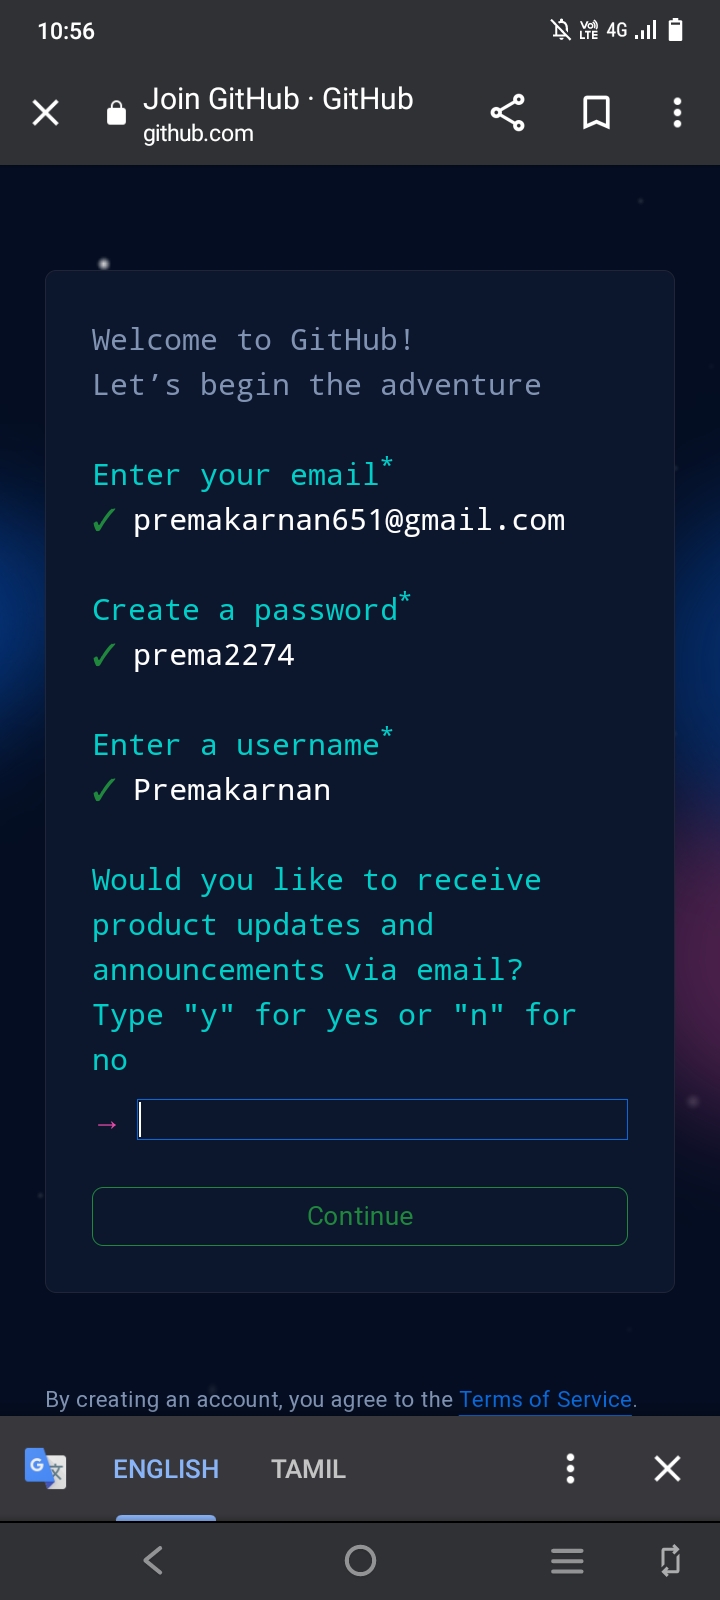 10:56
Vo)
LTE
4G
Join GitHub · GitHub
github.com
Welcome to GitHub!
Let’s begin the adventure
Enter your email*
✓ premakarnan651@gmail.com
Create a password*
✓ prema2274
Enter a username*
✓ Premakarnan
Would you like to receive
product updates and
announcements via email?
Type "y" for yes or "n" for
no
→
Continue
By creating an account, you agree to the Terms of Service.
G 文
ENGLISH
TAMIL